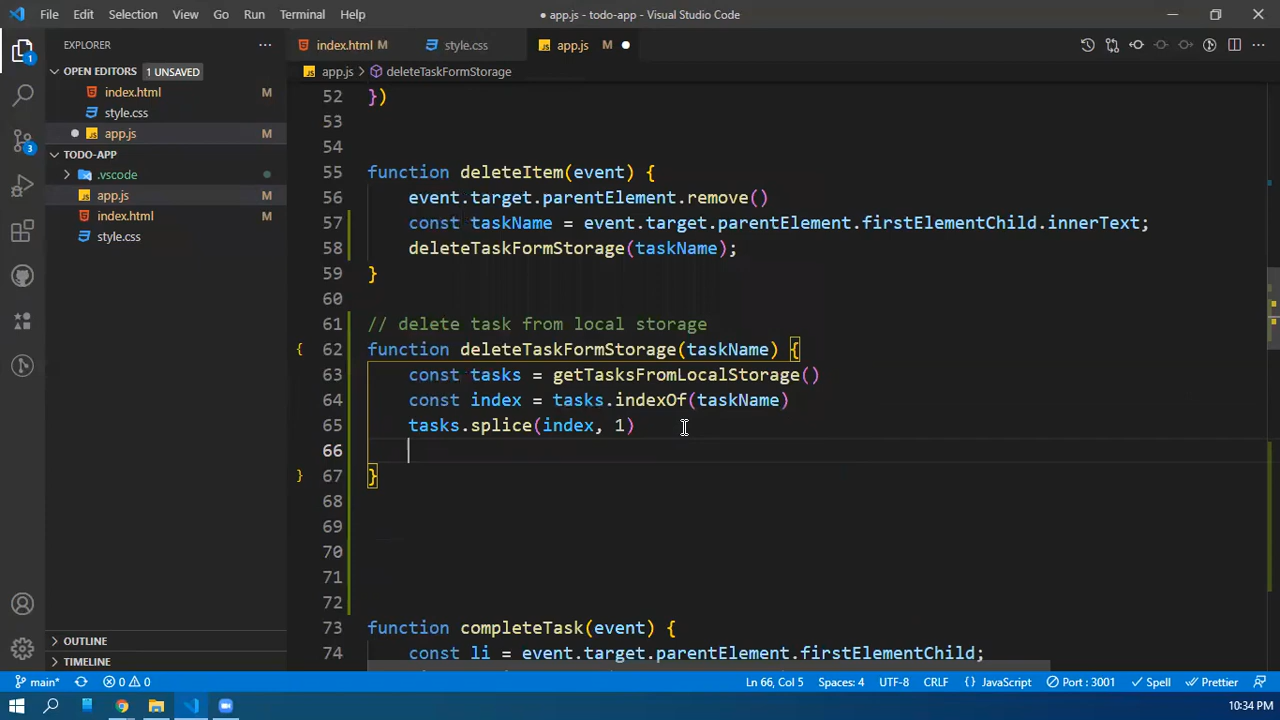 File Edit Selection View Go Run Terminal Help
● app.js - todo-app - Visual Studio Code
EXPLORER
index.html M
style.css
app.js M
OPEN EDITORS 1 UNSAVED
index.html M
style.css
app.js M
TODO-APP
.vscode
app.js M
index.html M
style.css
OUTLINE
TIMELINE
1
3
app.js > deleteTaskFormStorage
52 })
53
54
55 function deleteItem(event) {
56 event.target.parentElement.remove()
57 const taskName = event.target.parentElement.firstElementChild.innerText;
58 deleteTaskFormStorage(taskName);
59 }
60
61 // delete task from local storage
62 function deleteTaskFormStorage(taskName) {
63 const tasks = getTasksFromLocalStorage()
64 const index = tasks.indexOf(taskName)
65 tasks.splice(index, 1)
66
67 }
68
69
70
71
72
73 function completeTask(event) {
74 const li = event.target.parentElement.firstElementChild;
main* 0 0 Ln 66, Col 5 Spaces: 4 UTF-8 CRLF {} JavaScript Port : 3001 Spell Prettier
10:34 PM